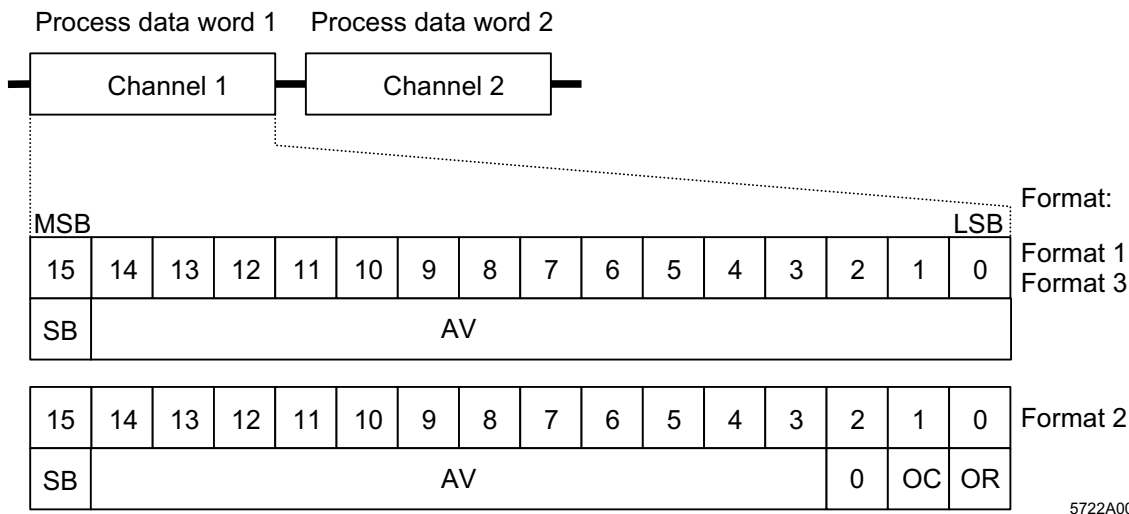 Process data word 1 Process data word 2
Channel 1 Channel 2
Format:
MSB LSB
15 14 13 12 11 10 9 8 7 6 5 4 3 2 1 0 Format 1
Format 3
SB AV
15 14 13 12 11 10 9 8 7 6 5 4 3 2 1 0 Format 2
SB AV 0 OC OR